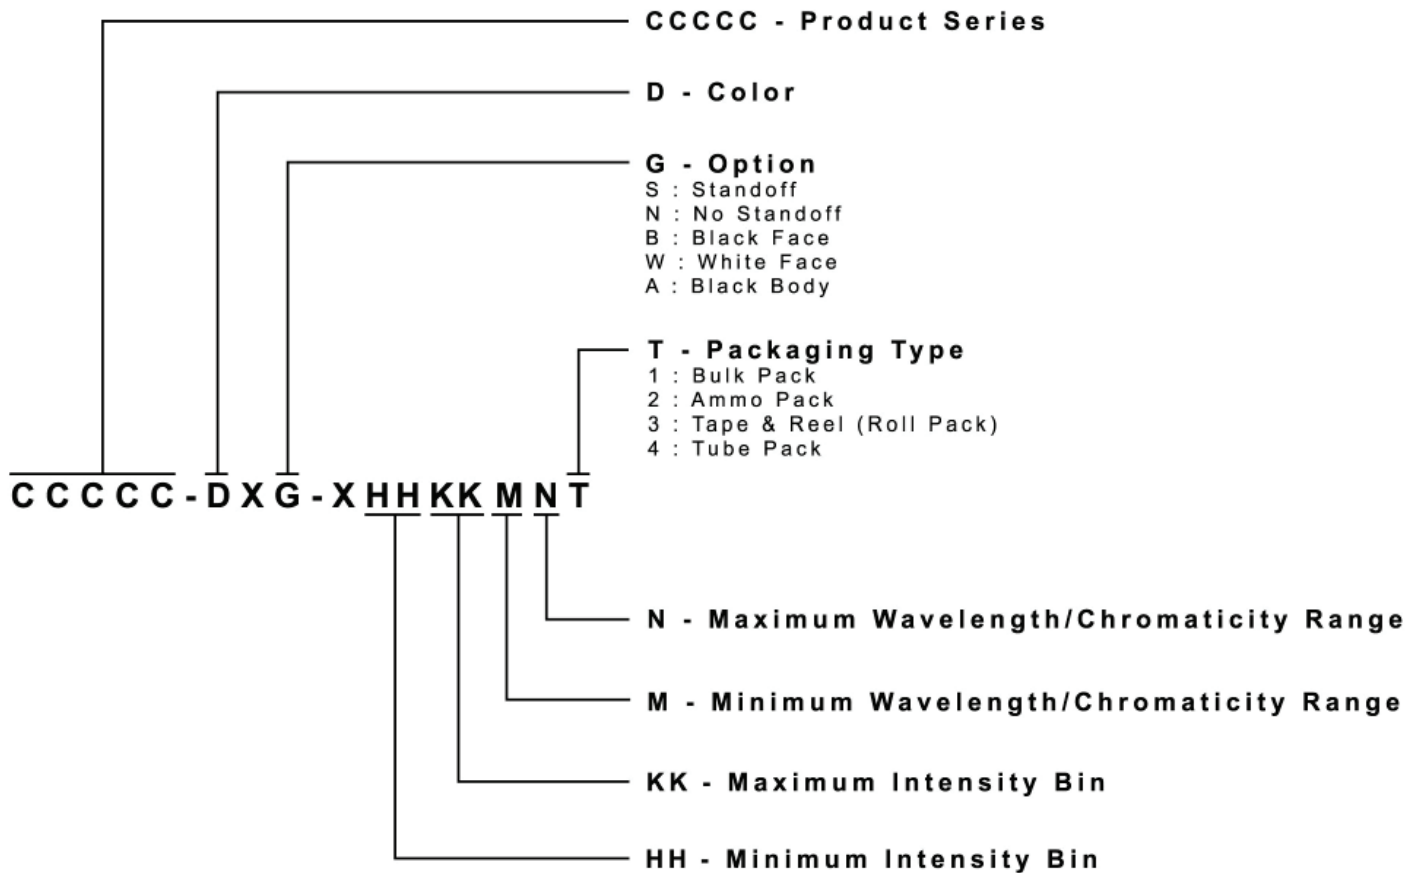 CCCCC - Product Series
D - Color
G - Option
S : Standoff
N : No Standoff
B : Black Face
W : White Face
A : Black Body
T - Packaging Type
1 : Bulk Pack
2 : Ammo Pack
3 : Tape & Reel (Roll Pack)
4 : Tube Pack
CCCCC-DXG-XHHKKMNT
N - Maximum Wavelength/Chromaticity Range
M - Minimum Wavelength/Chromaticity Range
KK - Maximum Intensity Bin
HH - Minimum Intensity Bin